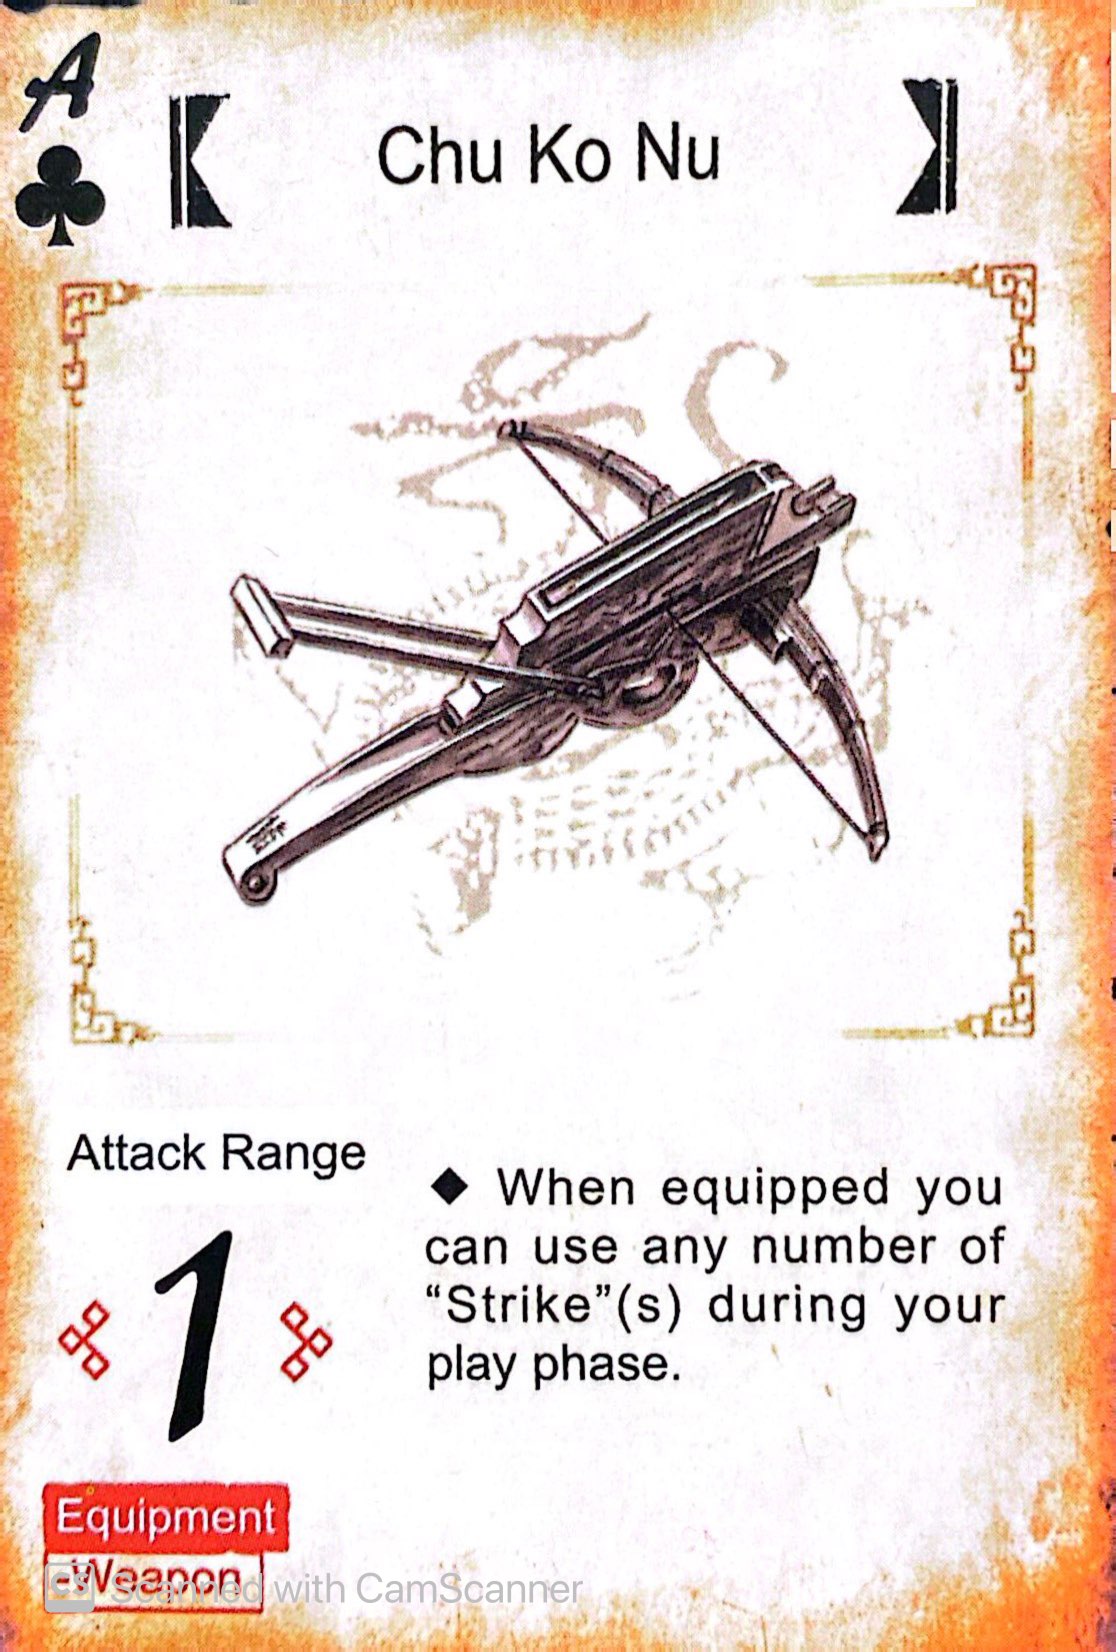 A
Chu Ko Nu
Attack Range
1
◆ When equipped you
can use any number of
“Strike”(s) during your
play phase.
Equipment
-Weapon
CS Scanned with CamScanner